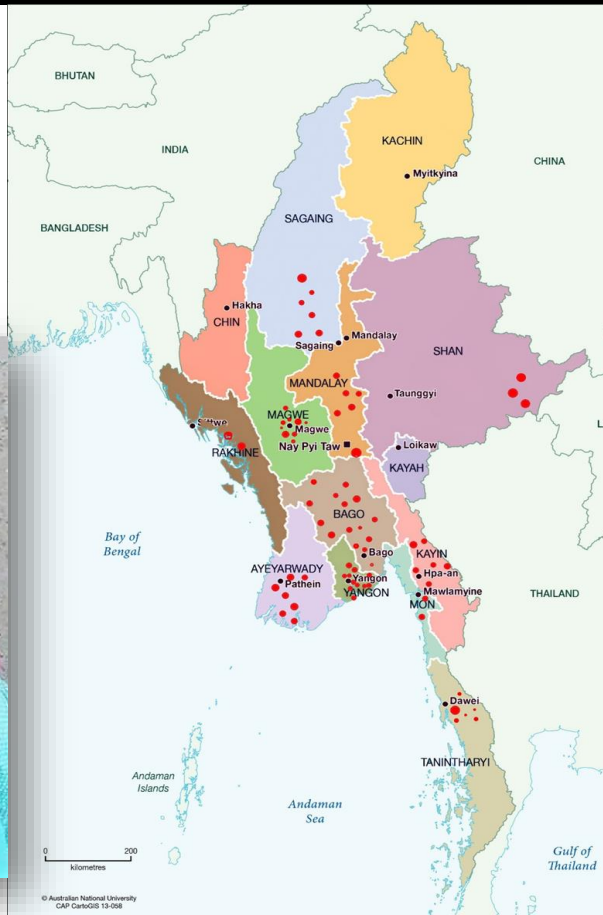 BHUTAN
KACHIN
INDIA
CHINA
Myitkyina
SAGAING
BANGLADESH
Hakha
CHIN
Mandalay
Sagaing
SHAN
MANDALAY
Taunggyi
MAGWE
Magwe
Nay Pyi Taw
Loikaw
RAKHINE
KAYAH
BAGO
Bay of
Bengal
Bago
KAYIN
AYEYARWADY
Yangon
Hpa-an
Pathein
YANGON
Mawlamyine
MON
THAILAND
Dawei
TANINTHARYI
Andaman
Islands
Andaman
Sea
0 200
kilometres
Gulf of
Thailand
© Australian National University
CAP CartoGIS 13-058